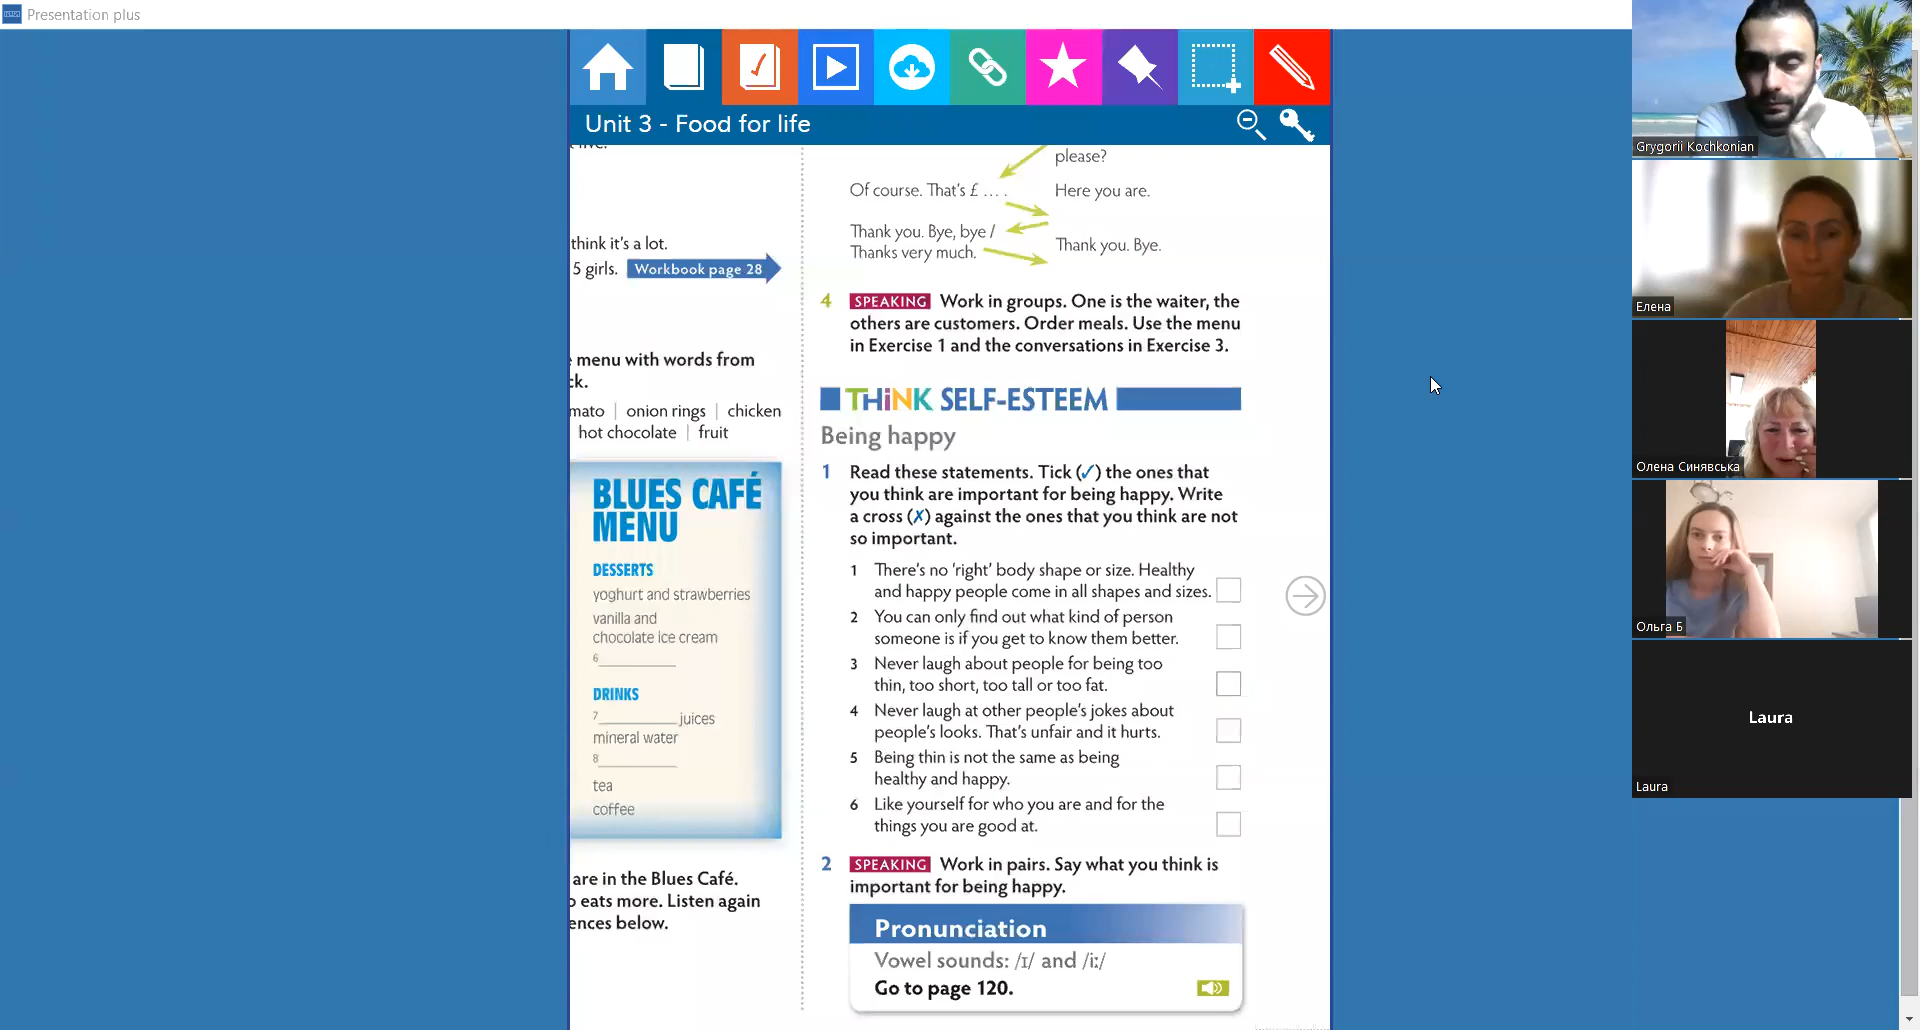 Presentation plus
Unit 3 - Food for life
think it's a lot.
5 girls. Workbook page 28
menu with words from
ck.
mato | onion rings | chicken
hot chocolate | fruit
BLUES CAFÉ
MENU
DESSERTS
yoghurt and strawberries
vanilla and
chocolate ice cream
6
DRINKS
7 juices
mineral water
8
tea
coffee
are in the Blues Café.
o eats more. Listen again
ences below.
please?
Of course. That's £ ... .
Here you are.
Thank you. Bye, bye /
Thanks very much.
Thank you. Bye.
4 SPEAKING Work in groups. One is the waiter, the
others are customers. Order meals. Use the menu
in Exercise 1 and the conversations in Exercise 3.
THiNK SELF-ESTEEM
Being happy
1 Read these statements. Tick (✓) the ones that
you think are important for being happy. Write
a cross (✗) against the ones that you think are not
so important.
1 There's no 'right' body shape or size. Healthy
and happy people come in all shapes and sizes.
2 You can only find out what kind of person
someone is if you get to know them better.
3 Never laugh about people for being too
thin, too short, too tall or too fat.
4 Never laugh at other people's jokes about
people's looks. That's unfair and it hurts.
5 Being thin is not the same as being
healthy and happy.
6 Like yourself for who you are and for the
things you are good at.
2 SPEAKING Work in pairs. Say what you think is
important for being happy.
Pronunciation
Vowel sounds: /ɪ/ and /iː/
Go to page 120.
Grygorii Kochkonian
Елена
Олена Синявська
Ольга Б
Laura
Laura